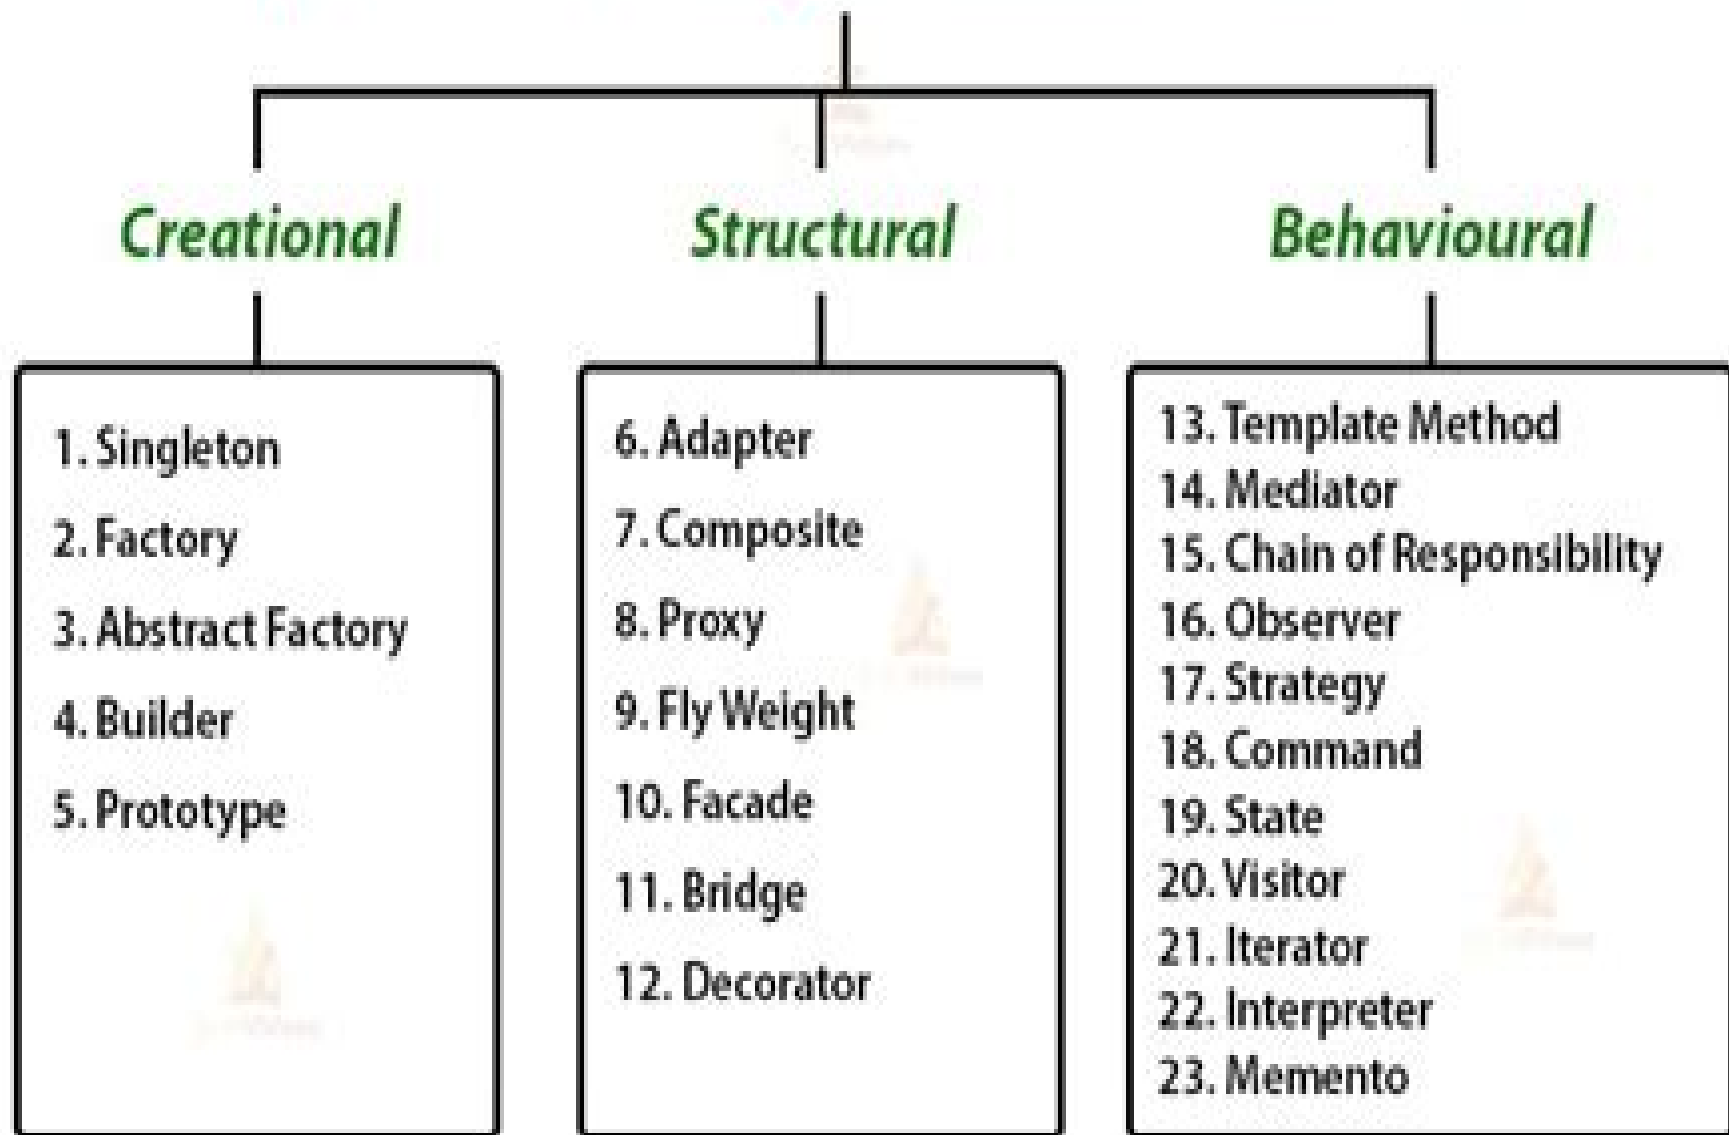 Creational
1. Singleton
2. Factory
3. Abstract Factory
4. Builder
5. Prototype
Structural
6. Adapter
7. Composite
8. Proxy
9. Fly Weight
10. Facade
11. Bridge
12. Decorator
Behavioural
13. Template Method
14. Mediator
15. Chain of Responsibility
16. Observer
17. Strategy
18. Command
19. State
20. Visitor
21. Iterator
22. Interpreter
23. Memento